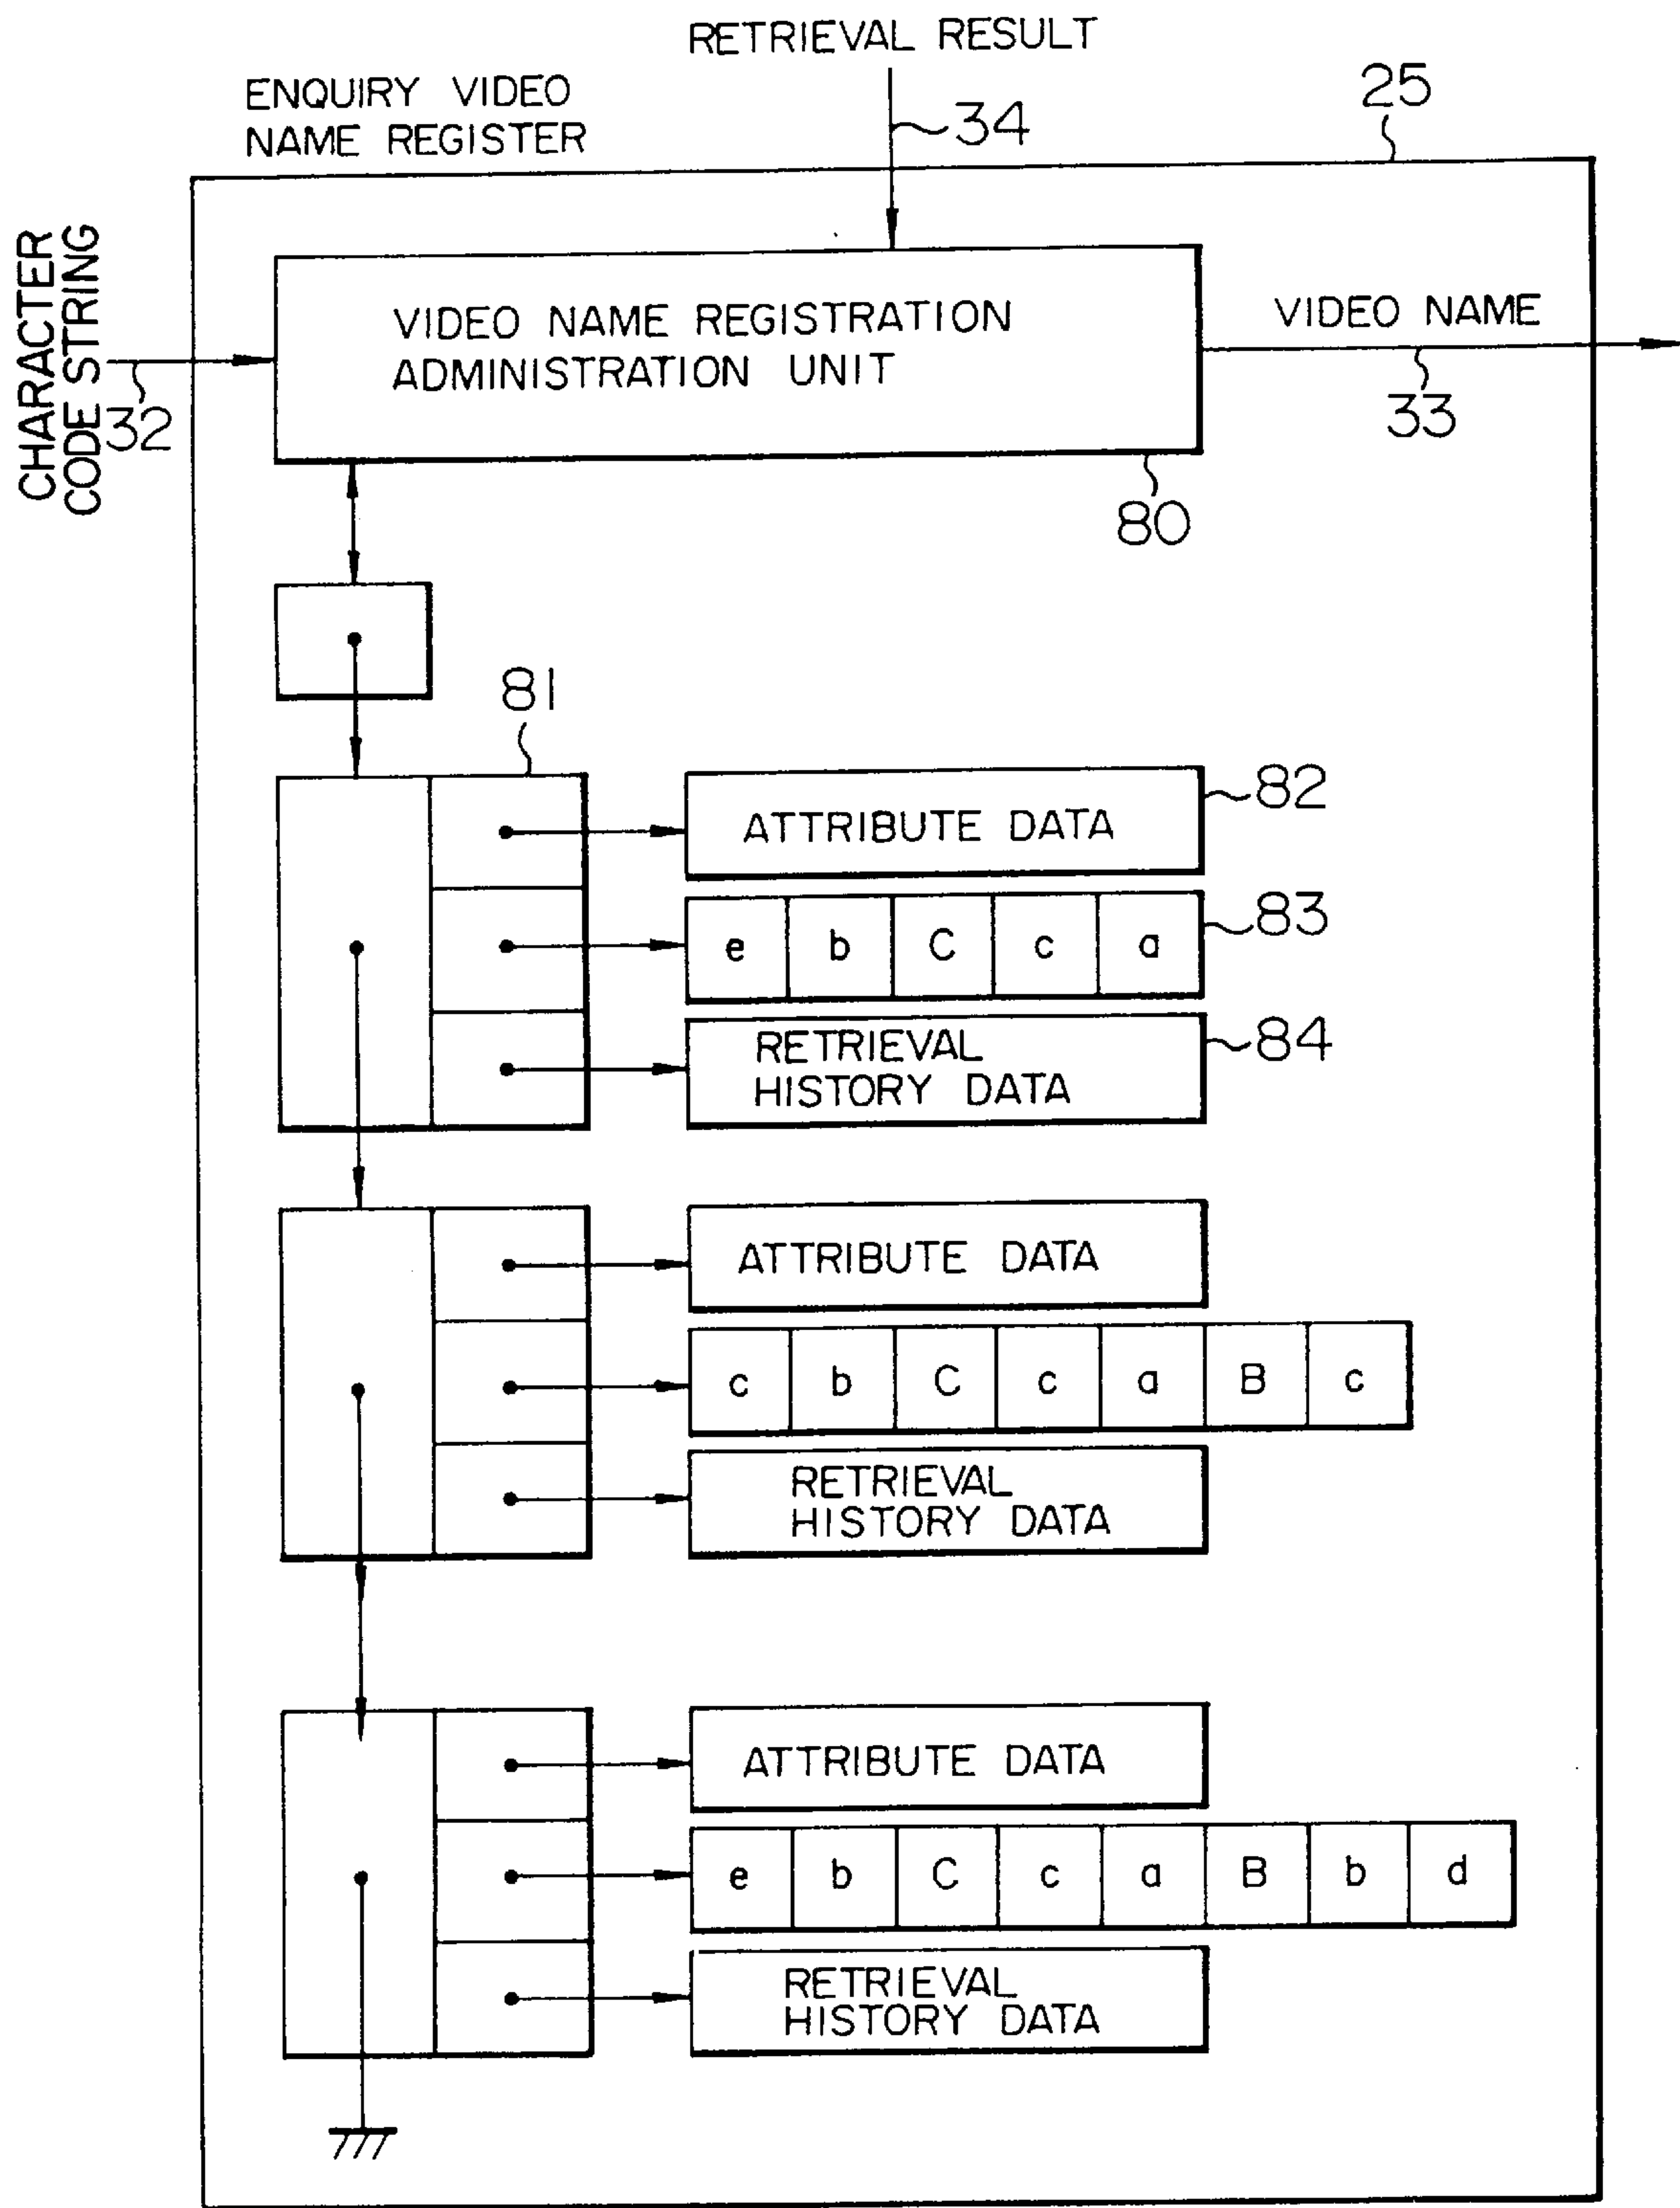 RETRIEVAL RESULT
ENQUIRY VIDEO
NAME REGISTER
34
25
CHARACTER
CODE STRING
32
VIDEO NAME REGISTRATION
ADMINISTRATION UNIT
VIDEO NAME
33
80
81
ATTRIBUTE DATA
82
e b C c a
83
RETRIEVAL
HISTORY DATA
84
ATTRIBUTE DATA
c b C c a B c
RETRIEVAL
HISTORY DATA
ATTRIBUTE DATA
e b C c a B b d
RETRIEVAL
HISTORY DATA